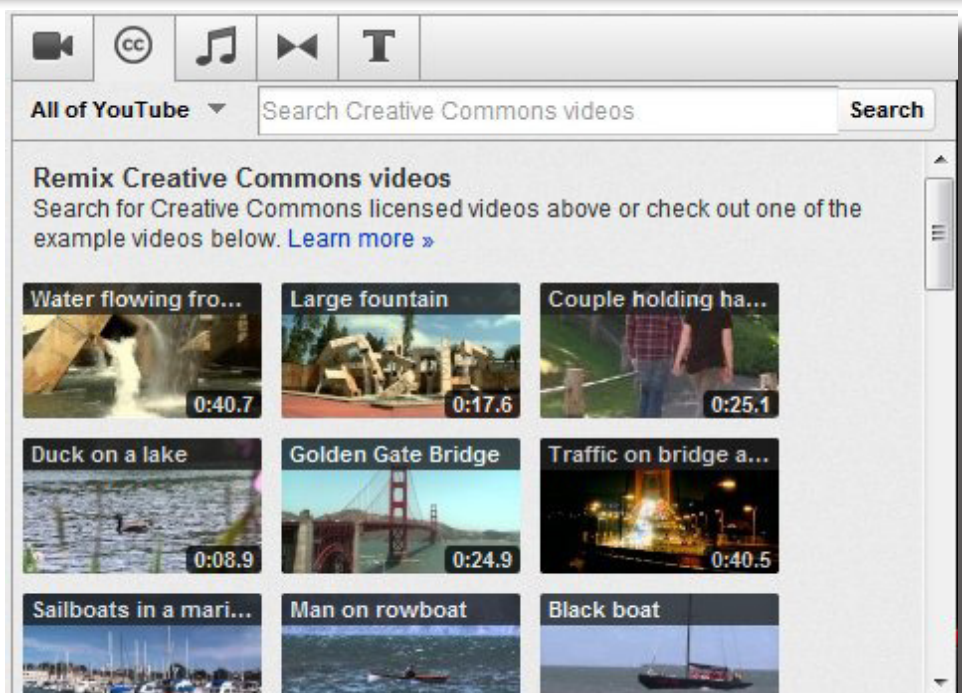 CC
T
All of YouTube
Search Creative Commons videos
Search
Remix Creative Commons videos
Search for Creative Commons licensed videos above or check out one of the
example videos below. Learn more »
Water flowing fro...
Large fountain
Couple holding ha...
0:40.7
0:17.6
0:25.1
Duck on a lake
Golden Gate Bridge
Traffic on bridge a...
0:08.9
0:24.9
0:40.5
Sailboats in a mari...
Man on rowboat
Black boat